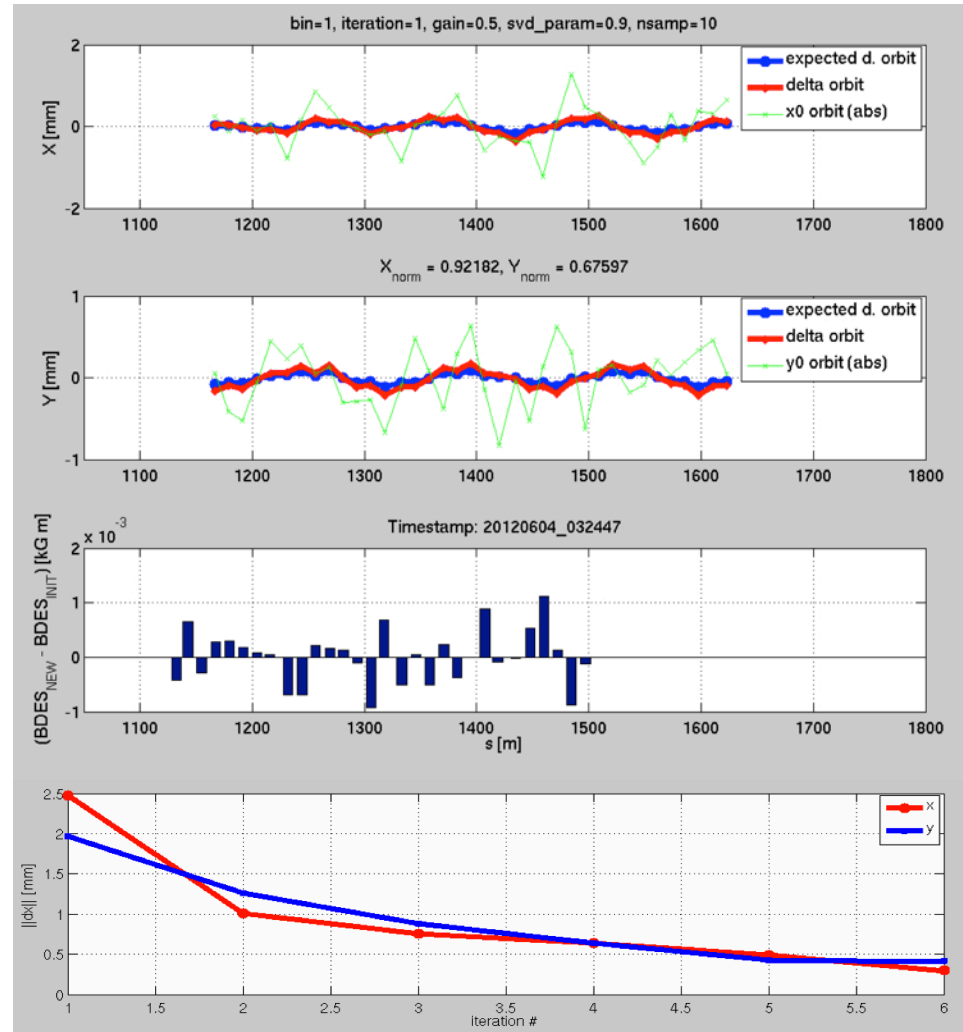 bin=1, iteration=1, gain=0.5, svd_param=0.9, nsamp=10
X [mm]
2
0
-2
expected d. orbit
delta orbit
x0 orbit (abs)
1100 1200 1300 1400 1500 1600 1700 1800
Xnorm = 0.92182, Ynorm = 0.67597
Y [mm]
1
0
-1
expected d. orbit
delta orbit
y0 orbit (abs)
1100 1200 1300 1400 1500 1600 1700 1800
x 10^-3
Timestamp: 20120604_032447
(BDES_NEW - BDES_INIT) [kG m]
2
1
0
-1
1100 1200 1300 1400 1500 1600 1700 1800
s [m]
||dx|| [mm]
2.5
2
1.5
1
0.5
0
x
y
1 1.5 2 2.5 3 3.5 4 4.5 5 5.5 6
iteration #